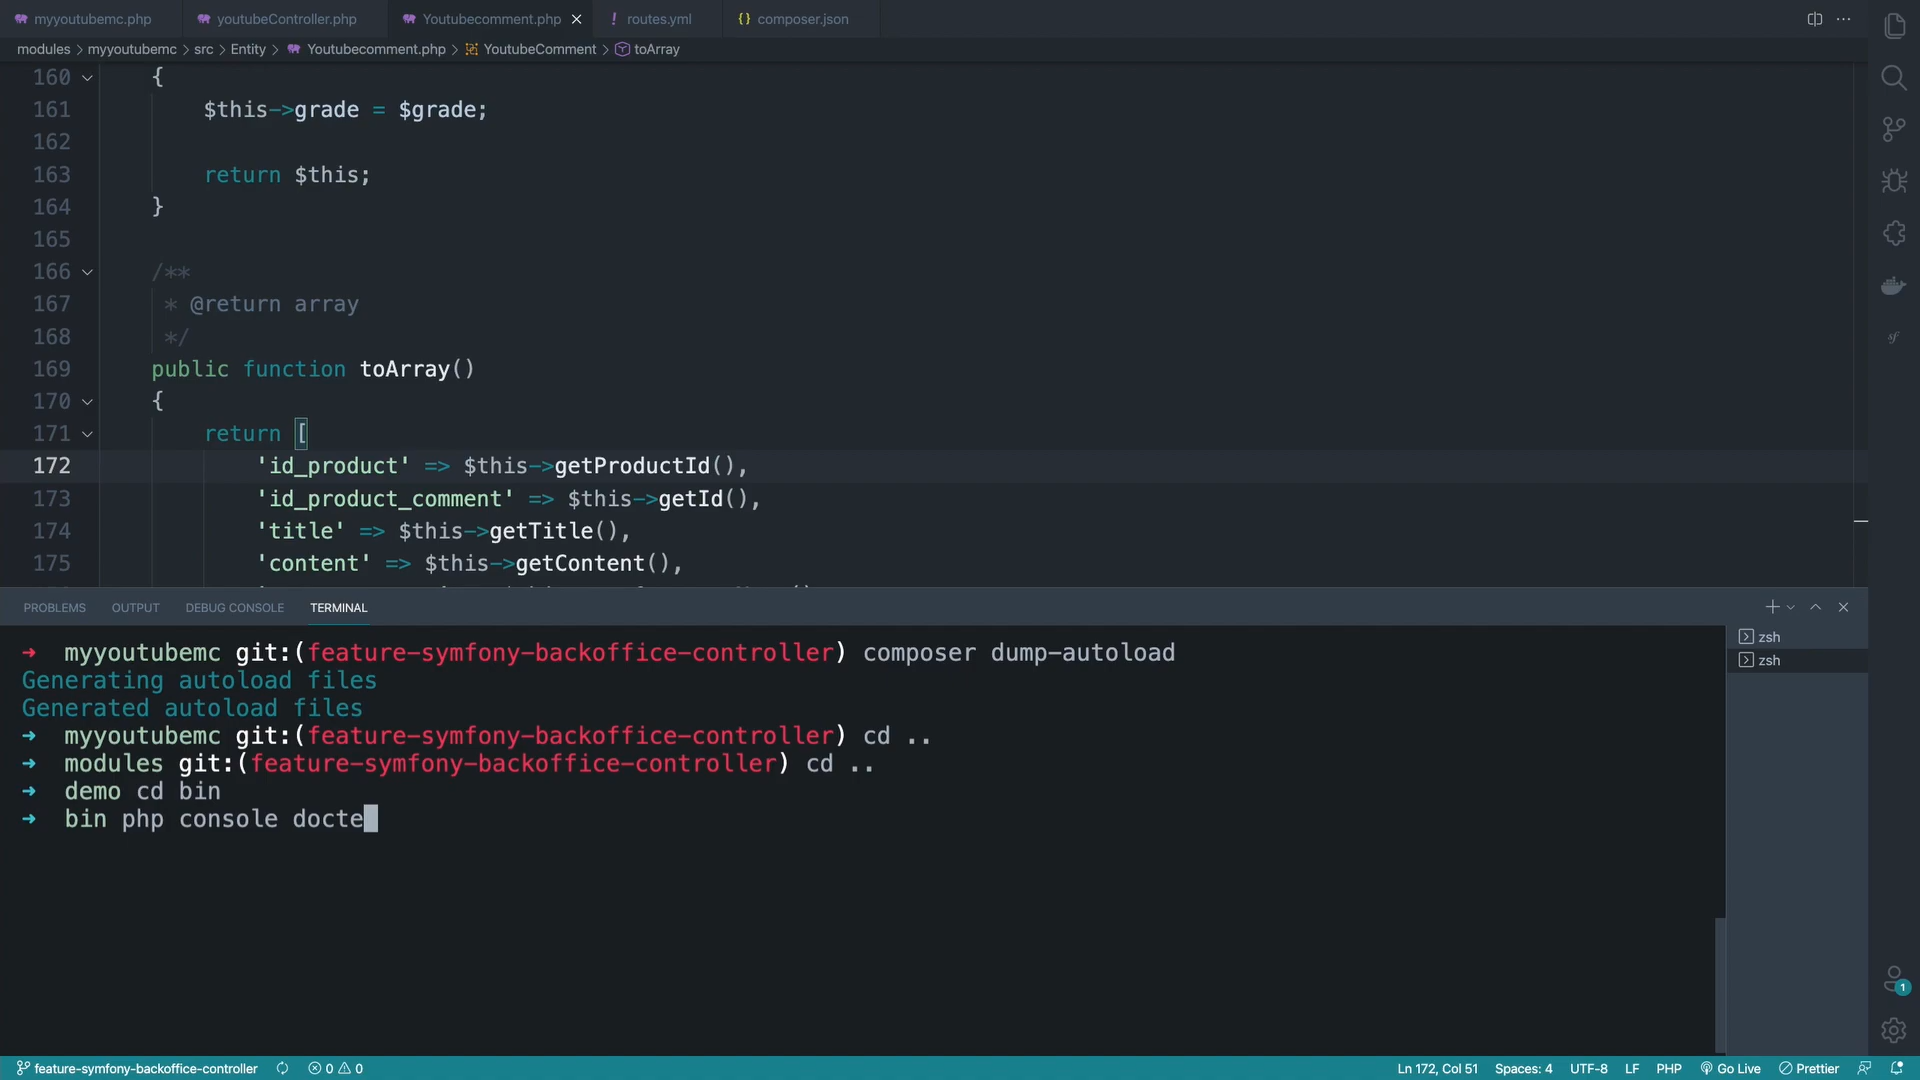 myyoutubemc.php youtubeController.php Youtubecomment.php routes.yml composer.json
modules > myyoutubemc > src > Entity > Youtubecomment.php > YoutubeComment > toArray
160 {
161 $this->grade = $grade;
162
163 return $this;
164 }
165
166 /**
167 * @return array
168 */
169 public function toArray()
170 {
171 return [
172 'id_product' => $this->getProductId(),
173 'id_product_comment' => $this->getId(),
174 'title' => $this->getTitle(),
175 'content' => $this->getContent(),
PROBLEMS OUTPUT DEBUG CONSOLE TERMINAL
➜ myyoutubemc git:(feature-symfony-backoffice-controller) composer dump-autoload
Generating autoload files
Generated autoload files
➜ myyoutubemc git:(feature-symfony-backoffice-controller) cd ..
➜ modules git:(feature-symfony-backoffice-controller) cd ..
➜ demo cd bin
➜ bin php console docte
zsh
zsh
1
feature-symfony-backoffice-controller 0 0 Ln 172, Col 51 Spaces: 4 UTF-8 LF PHP Go Live Prettier